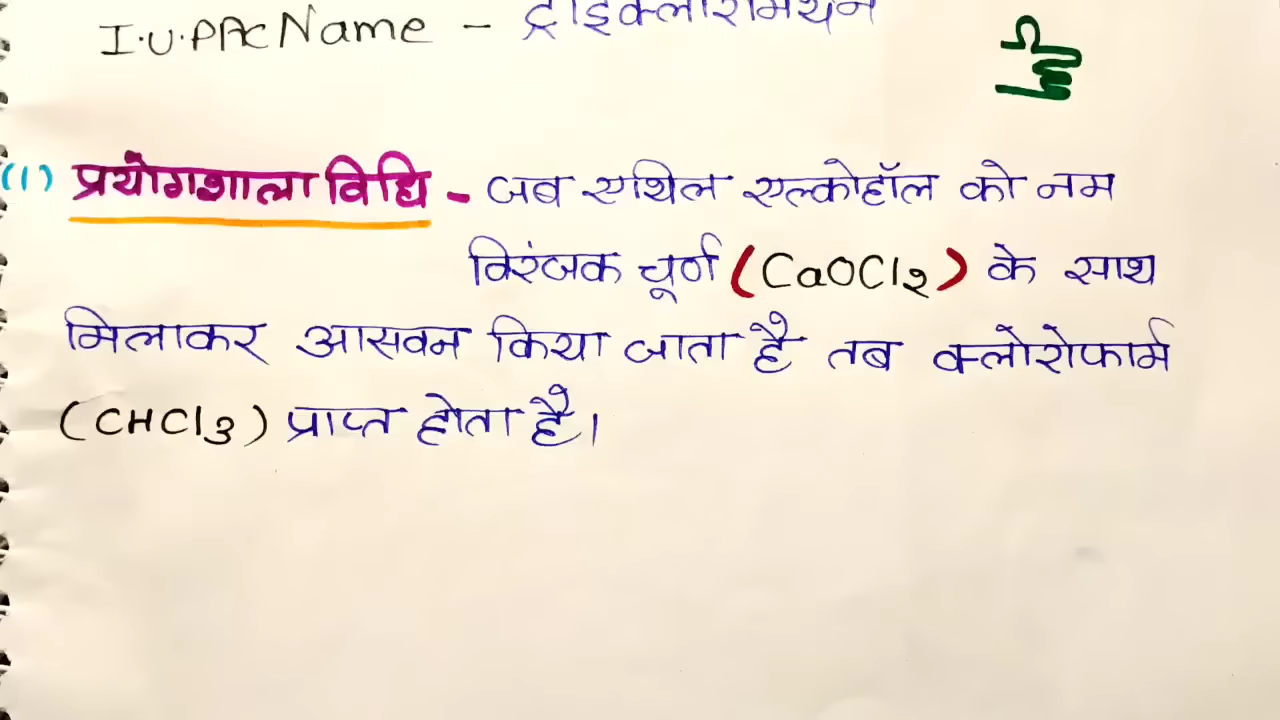 I.U.PAC Name - ट्राइक्लोरोमेथेन
(1) प्रयोगशाला विधि - जब एथिल एल्कोहॉल को नम
विरंजक चूर्ण (CaOCl2) के साथ
मिलाकर आसवन किया जाता है तब क्लोरोफार्म
(CHCl3) प्राप्त होता है।